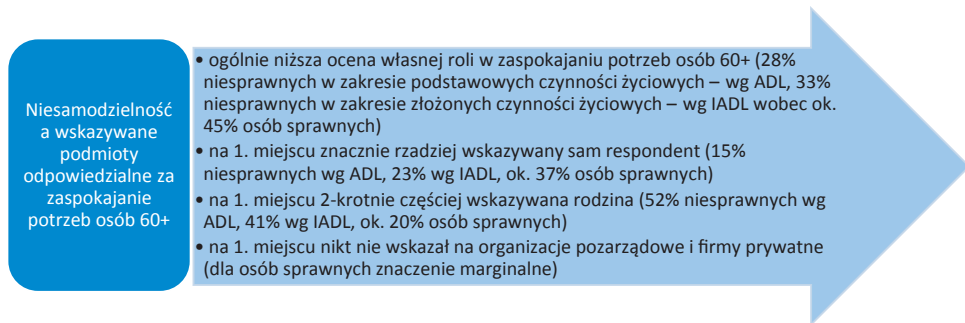 Niesamodzielność
a wskazywane
podmioty
odpowiedzialne za
zaspokajanie
potrzeb osób 60+
• ogólnie niższa ocena własnej roli w zaspokajaniu potrzeb osób 60+ (28%
niesprawnych w zakresie podstawowych czynności życiowych – wg ADL, 33%
niesprawnych w zakresie złożonych czynności życiowych – wg IADL wobec ok.
45% osób sprawnych)
• na 1. miejscu znacznie rzadziej wskazywany sam respondent (15%
niesprawnych wg ADL, 23% wg IADL, ok. 37% osób sprawnych)
• na 1. miejscu 2-krotnie częściej wskazywana rodzina (52% niesprawnych wg
ADL, 41% wg IADL, ok. 20% osób sprawnych)
• na 1. miejscu nikt nie wskazał na organizacje pozarządowe i firmy prywatne
(dla osób sprawnych znaczenie marginalne)